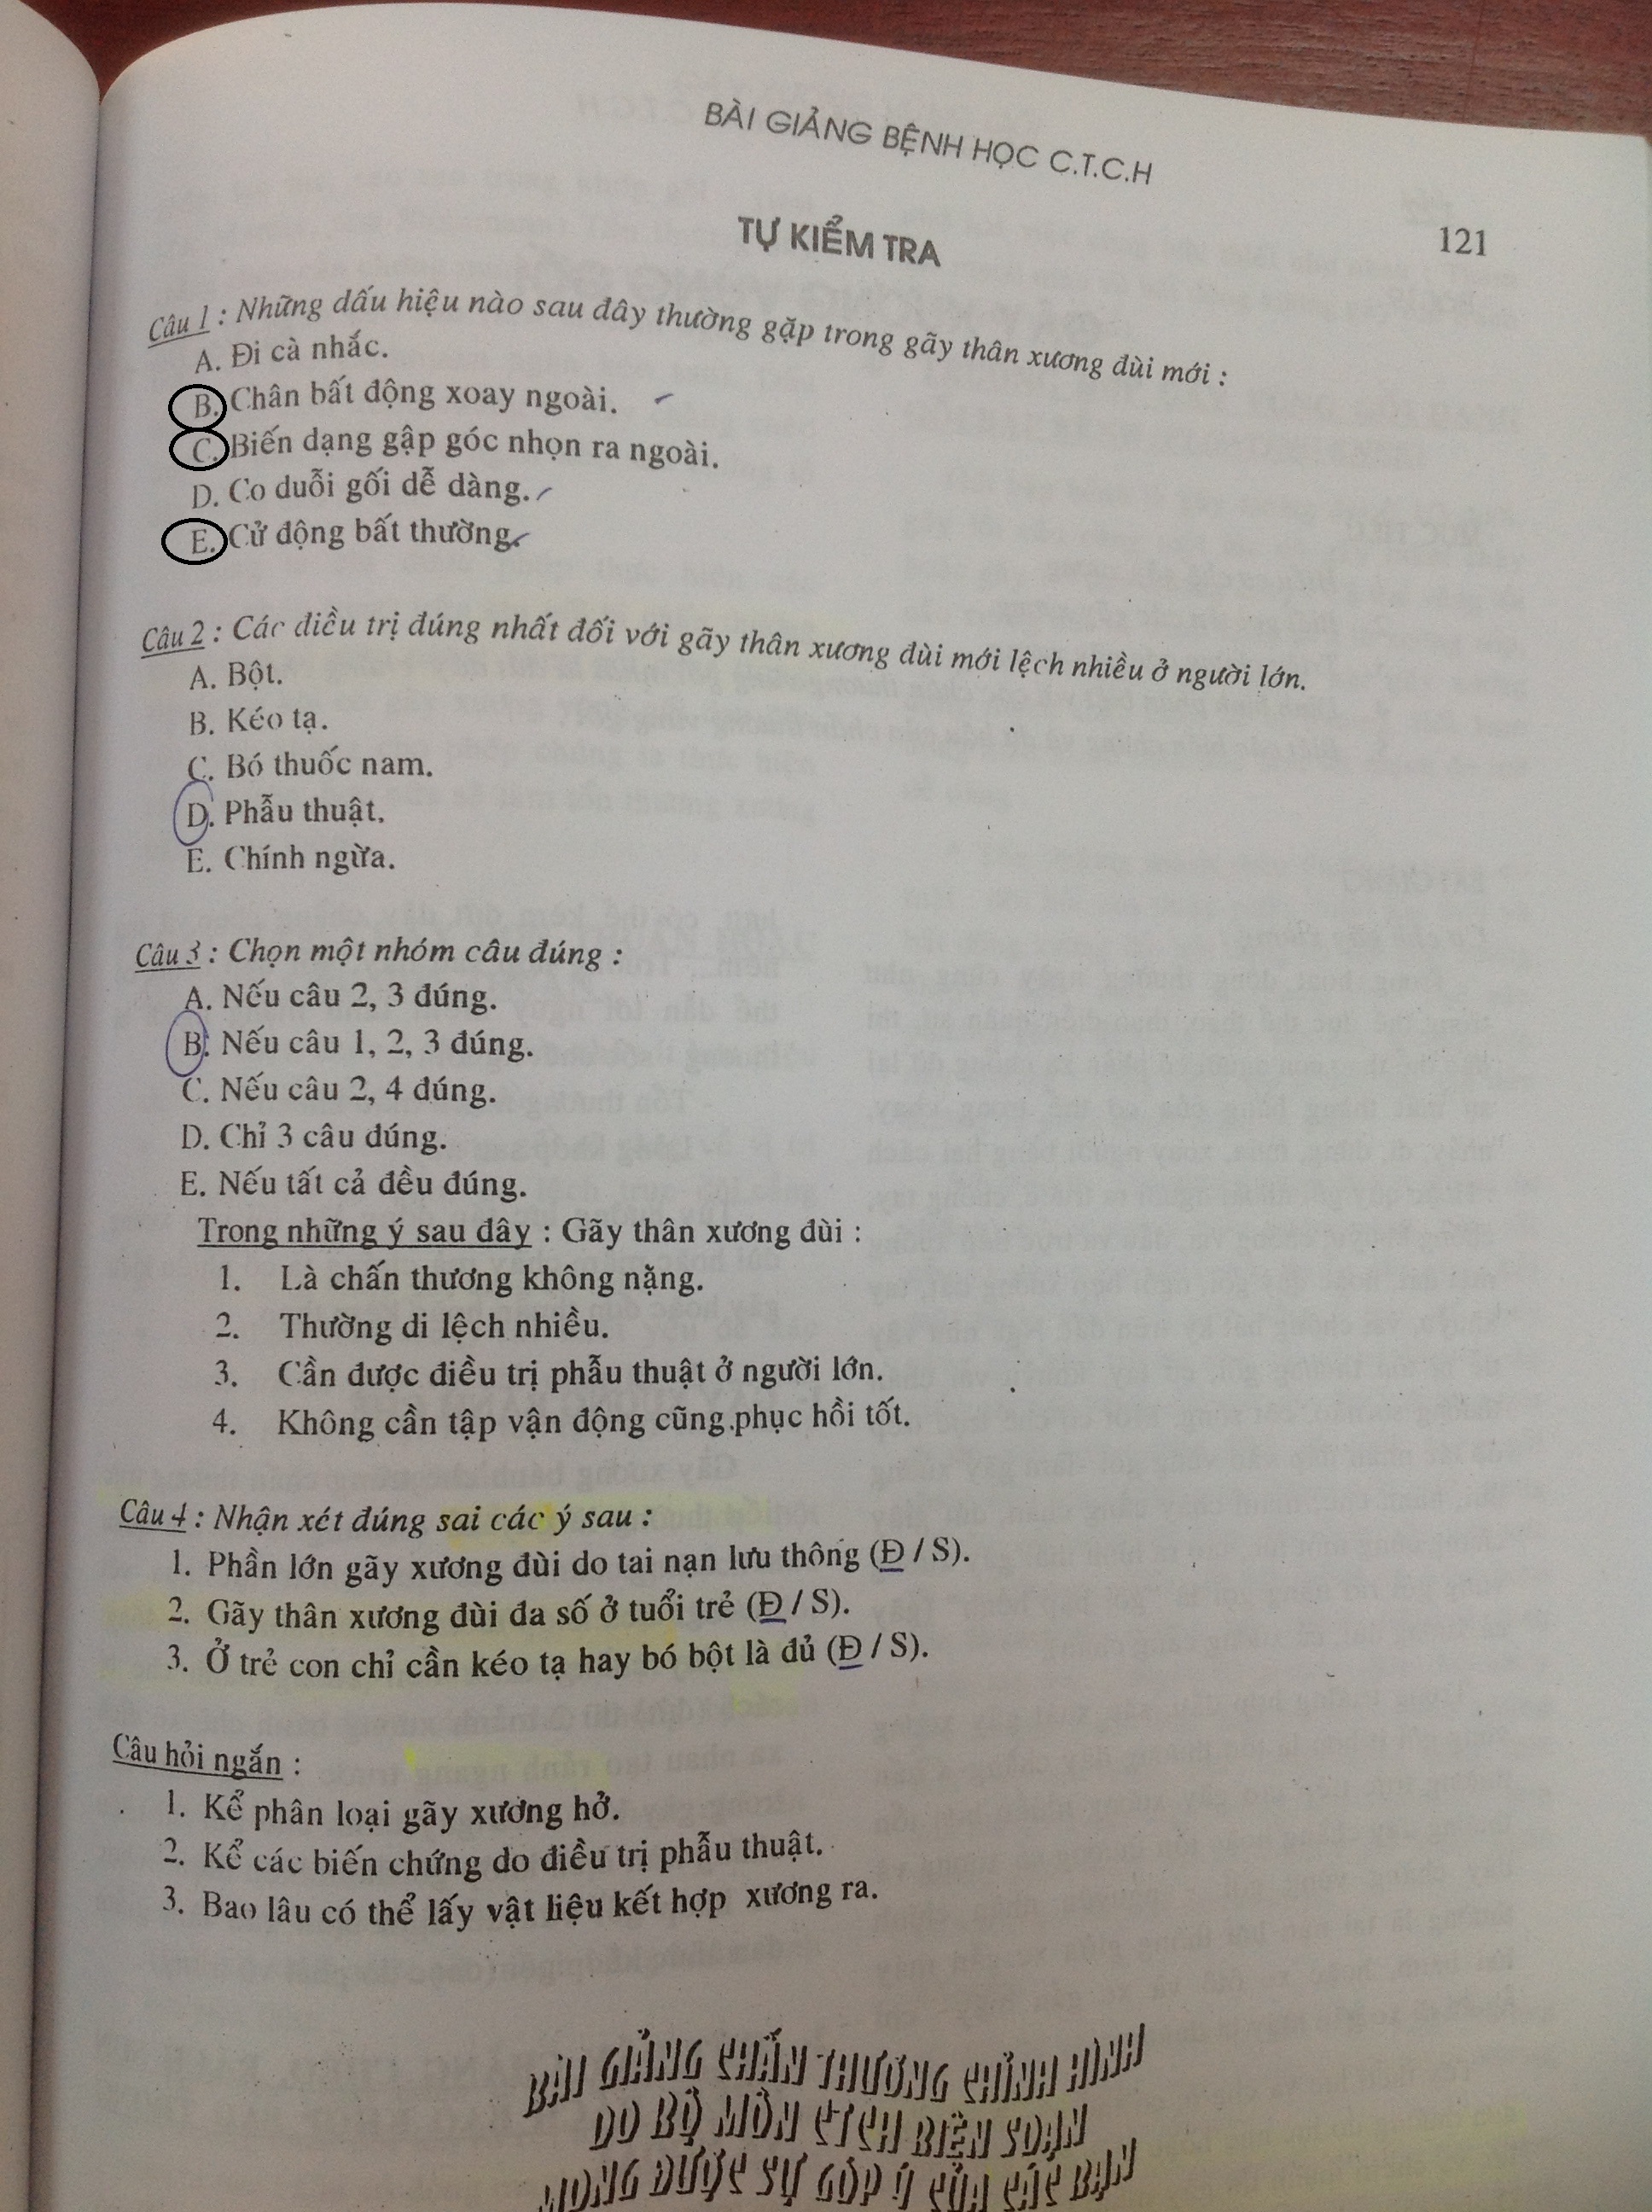 BÀI GIẢNG BỆNH HỌC C.T.C.H
TỰ KIỂM TRA
121
Câu 1 : Những dấu hiệu nào sau đây thường gặp trong gãy thân xương đùi mới :
A. Đi cà nhắc.
B. Chân bất động xoay ngoài.
C. Biến dạng gập góc nhọn ra ngoài.
D. Co duỗi gối dễ dàng.
E. Cử động bất thường.
Câu 2 : Các điều trị đúng nhất đối với gãy thân xương đùi mới lệch nhiều ở người lớn.
A. Bột.
B. Kéo tạ.
C. Bó thuốc nam.
D. Phẫu thuật.
E. Chính ngừa.
Câu 3 : Chọn một nhóm câu đúng :
A. Nếu câu 2, 3 đúng.
B. Nếu câu 1, 2, 3 đúng.
C. Nếu câu 2, 4 đúng.
D. Chỉ 3 câu đúng.
E. Nếu tất cả đều đúng.
Trong những ý sau đây : Gãy thân xương đùi :
1. Là chấn thương không nặng.
2. Thường di lệch nhiều.
3. Cần được điều trị phẫu thuật ở người lớn.
4. Không cần tập vận động cũng phục hồi tốt.
Câu 4 : Nhận xét đúng sai các ý sau :
1. Phần lớn gãy xương đùi do tai nạn lưu thông (Đ / S).
2. Gãy thân xương đùi đa số ở tuổi trẻ (Đ / S).
3. Ở trẻ con chỉ cần kéo tạ hay bó bột là đủ (Đ / S).
Câu hỏi ngắn :
1. Kể phân loại gãy xương hở.
2. Kể các biến chứng do điều trị phẫu thuật.
3. Bao lâu có thể lấy vật liệu kết hợp xương ra.
BÀI GIẢNG CHẤN THƯƠNG CHỈNH HÌNH
DO BỘ MÔN CTCH BIÊN SOẠN
MONG ĐƯỢC SỰ GÓP Ý CỦA CÁC BẠN